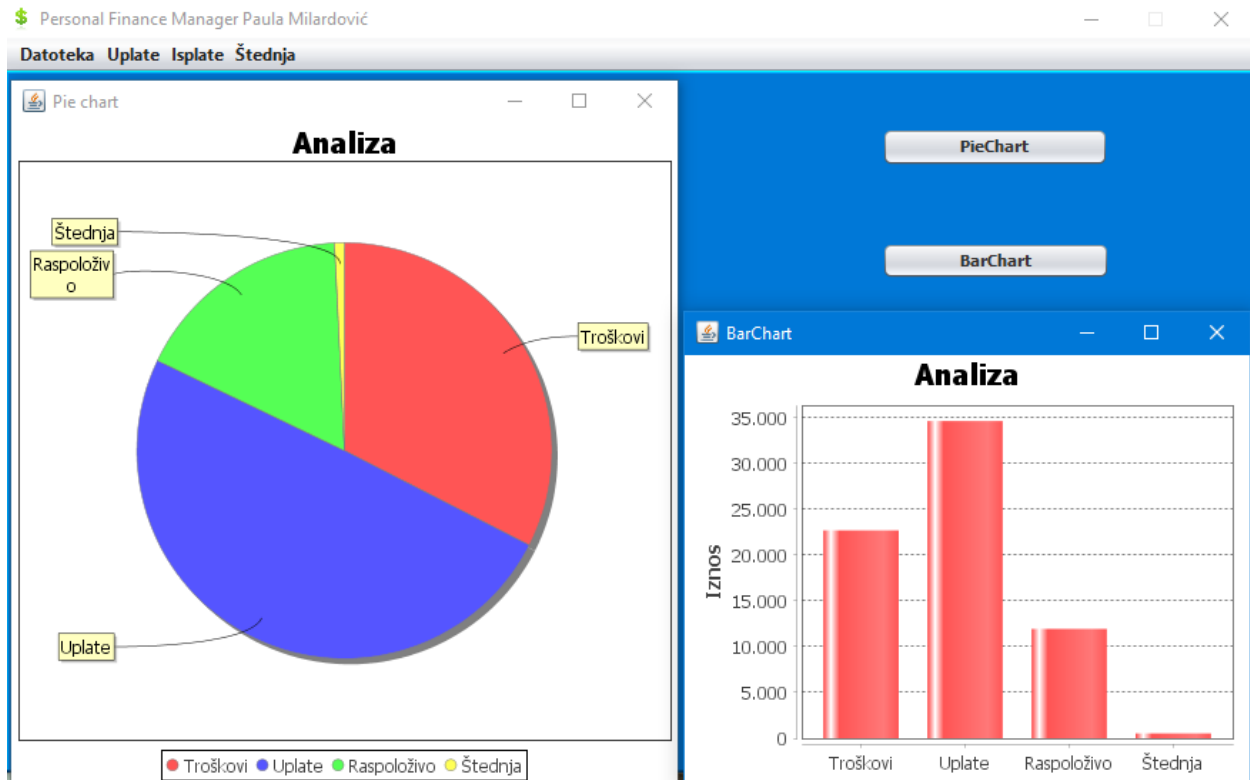 Personal Finance Manager Paula Milardović
Datoteka Uplate Isplate Štednja
Pie chart
Analiza
Štednja
Raspoloživ
o
Troškovi
Uplate
Troškovi Uplate Raspoloživo Štednja
PieChart
BarChart
BarChart
Analiza
Iznos
35.000
30.000
25.000
20.000
15.000
10.000
5.000
0
Troškovi Uplate Raspoloživo Štednja